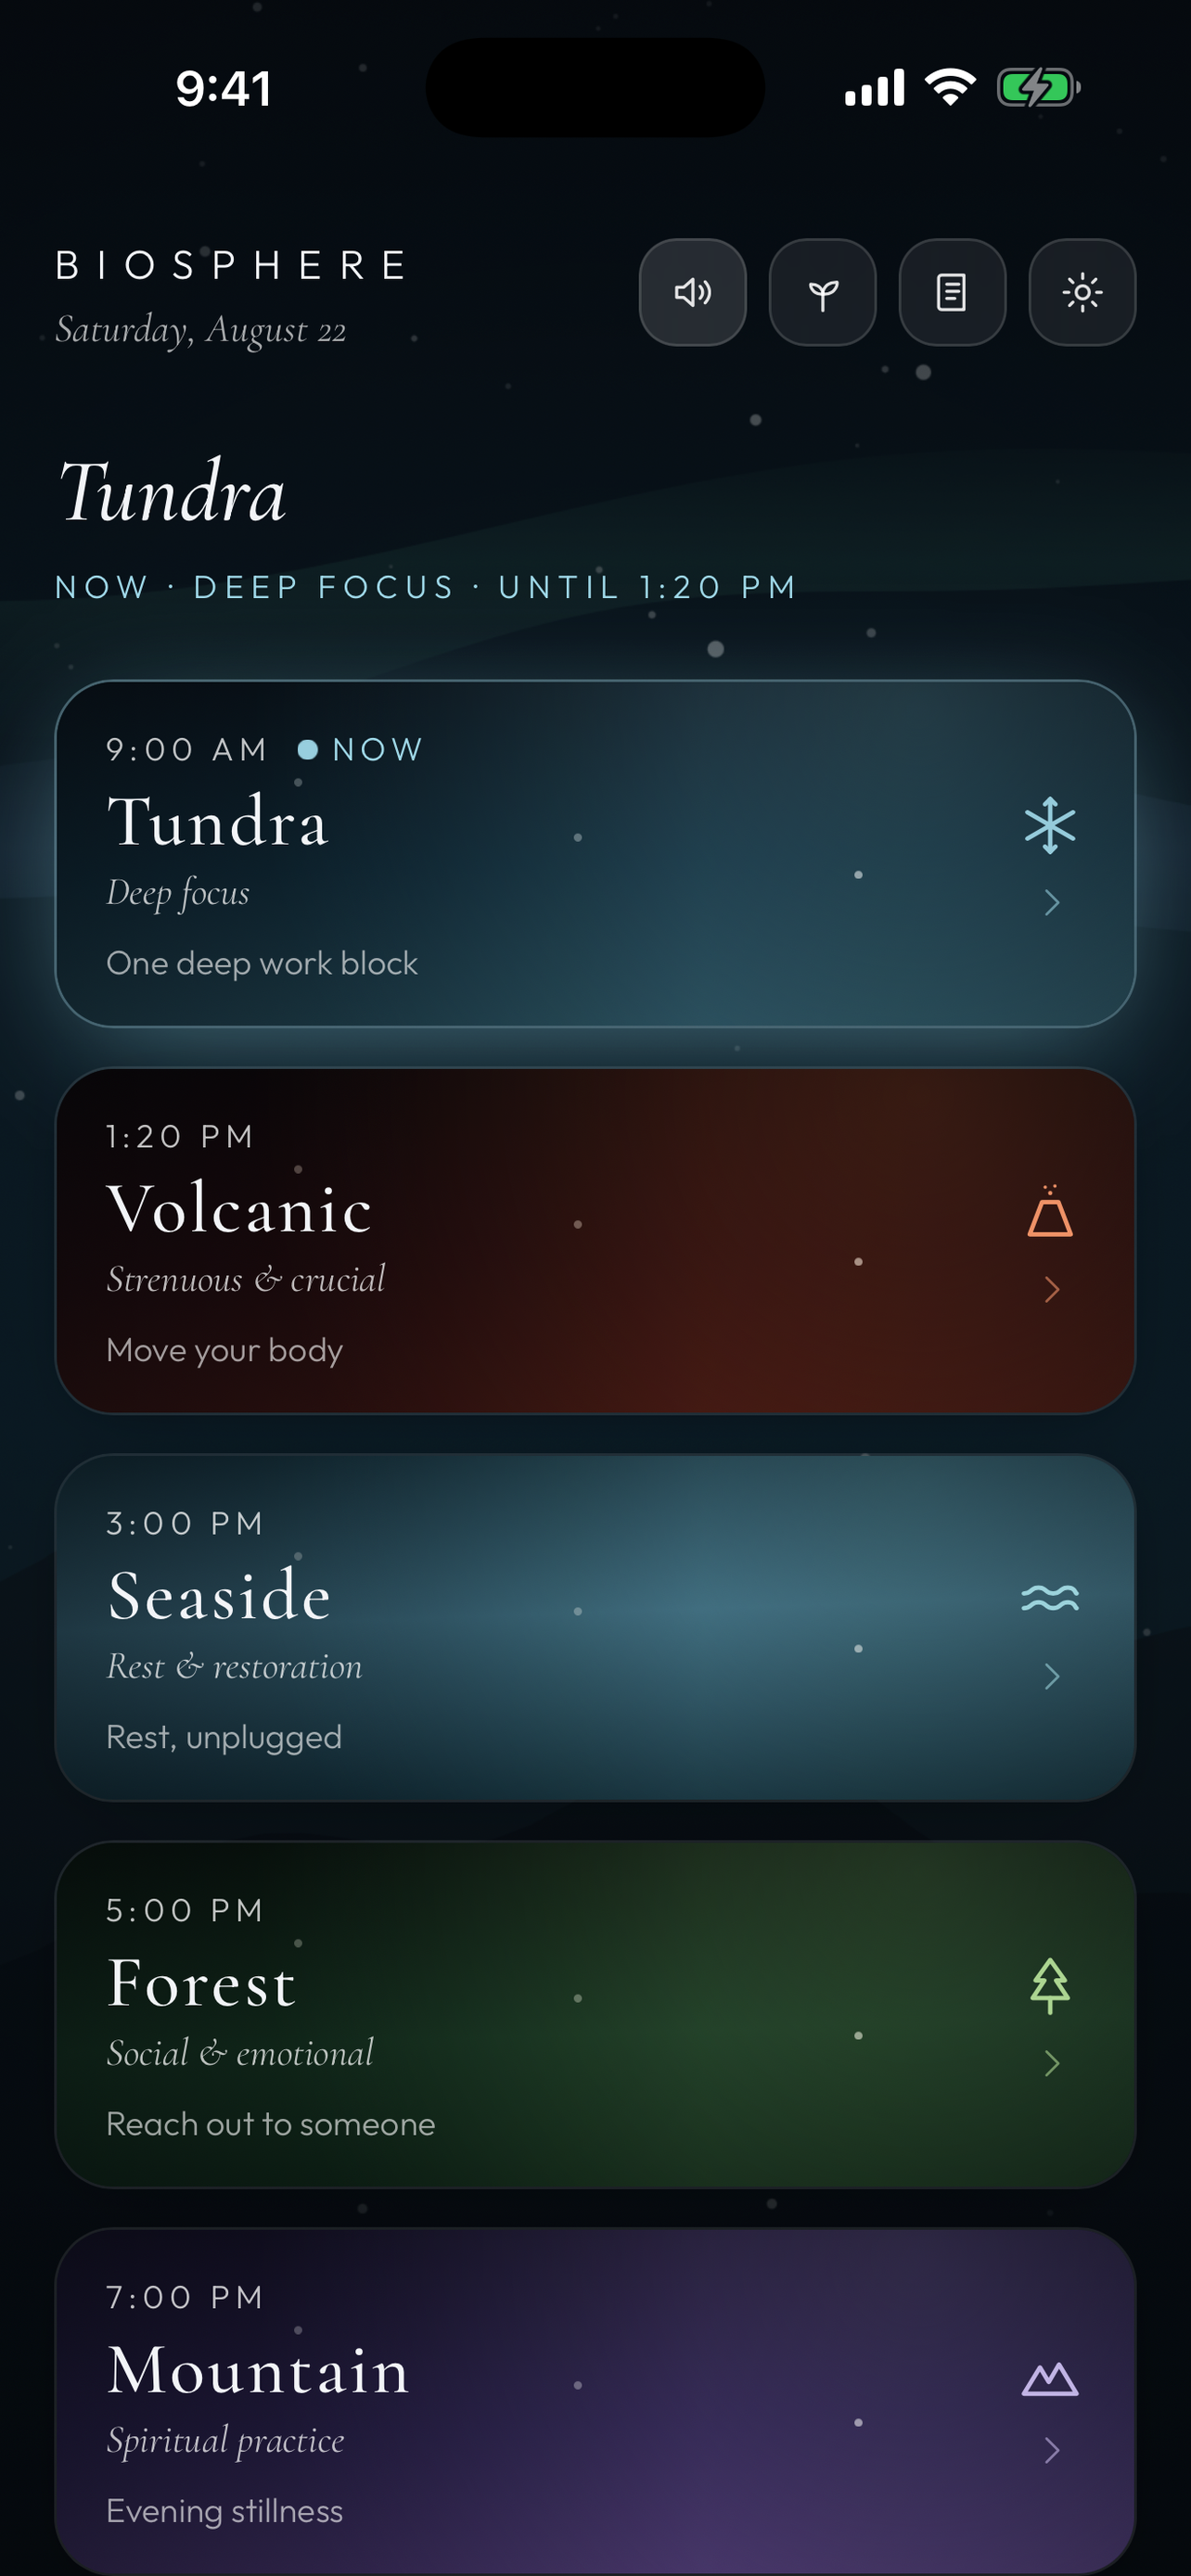 9:41
BIOSPHERE
Saturday, August 22
Tundra
NOW · DEEP FOCUS · UNTIL 1:20 PM
9:00 AM NOW
Tundra
Deep focus
One deep work block
1:20 PM
Volcanic
Strenuous & crucial
Move your body
3:00 PM
Seaside
Rest & restoration
Rest, unplugged
5:00 PM
Forest
Social & emotional
Reach out to someone
7:00 PM
Mountain
Spiritual practice
Evening stillness